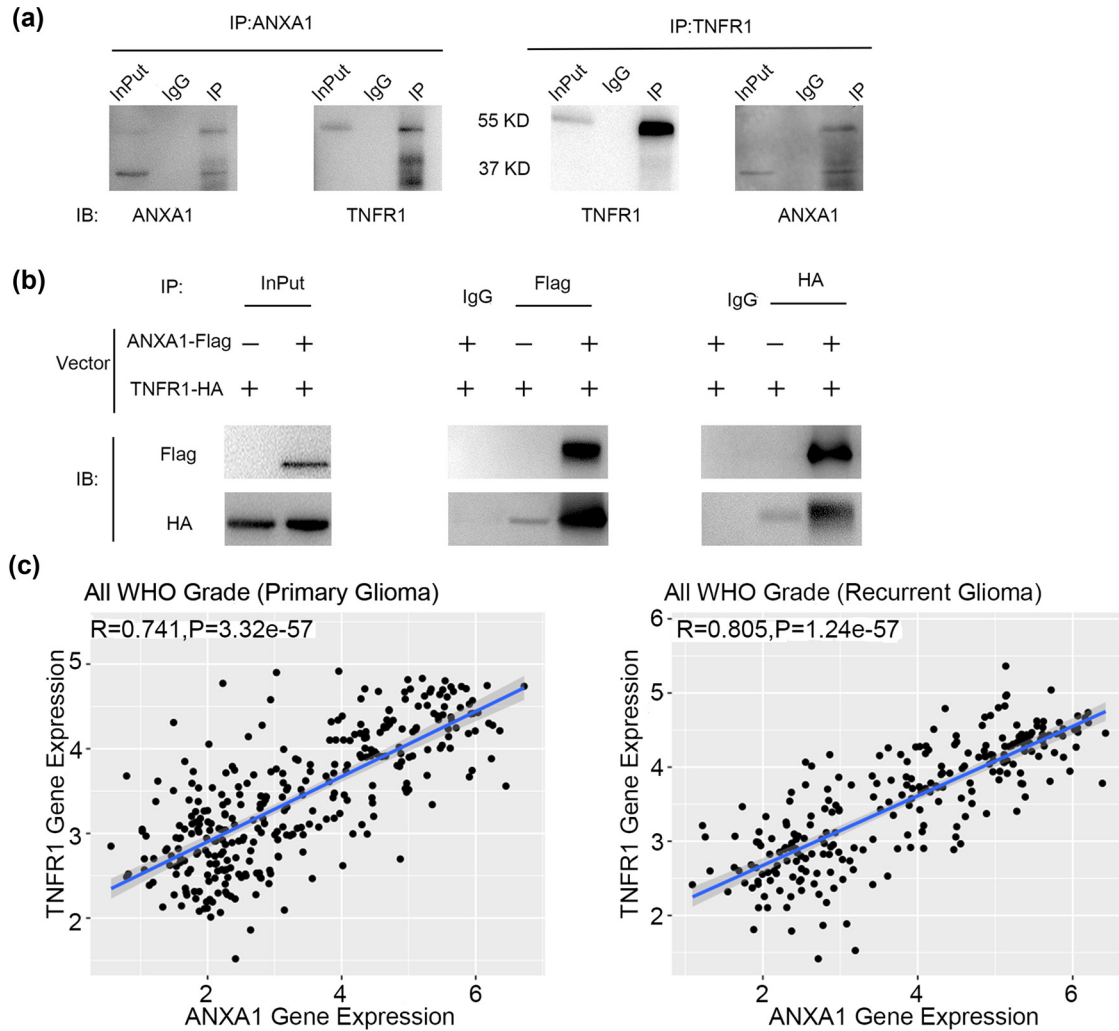 (a)
IP:ANXA1
IP:TNFR1
InPut IgG IP
InPut IgG IP
InPut IgG IP
InPut IgG IP
55 KD
37 KD
IB: ANXA1 TNFR1 TNFR1 ANXA1
(b)
IP: InPut IgG Flag IgG HA
Vector
ANXA1-Flag − + + − + + − +
TNFR1-HA + + + + + + + +
IB:
Flag
HA
(c)
All WHO Grade (Primary Glioma)
R=0.741,P=3.32e-57
TNFR1 Gene Expression
5
4
3
2
2 4 6
ANXA1 Gene Expression
All WHO Grade (Recurrent Glioma)
R=0.805,P=1.24e-57
TNFR1 Gene Expression
6
5
4
3
2
2 4 6
ANXA1 Gene Expression